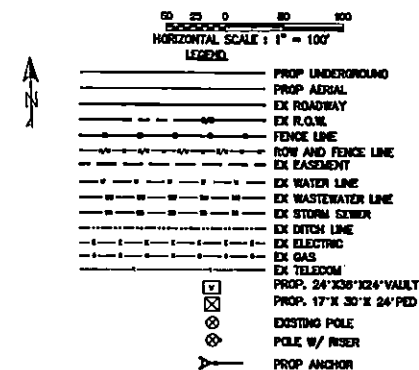 50 25 0 50 100
HORIZONTAL SCALE : 1" = 100'
LEGEND
N
PROP UNDERGROUND
PROP AERIAL
EX ROADWAY
EX R.O.W.
FENCE LINE
ROW AND FENCE LINE
EX EASEMENT
EX WATER LINE
EX WASTEWATER LINE
EX STORM SEWER
EX DITCH LINE
EX ELECTRIC
EX GAS
EX TELECOM
V PROP. 24"X36"X24"VAULT
PROP. 17"X 30"X 24"PED
EXISTING POLE
POLE W/ RISER
PROP ANCHOR